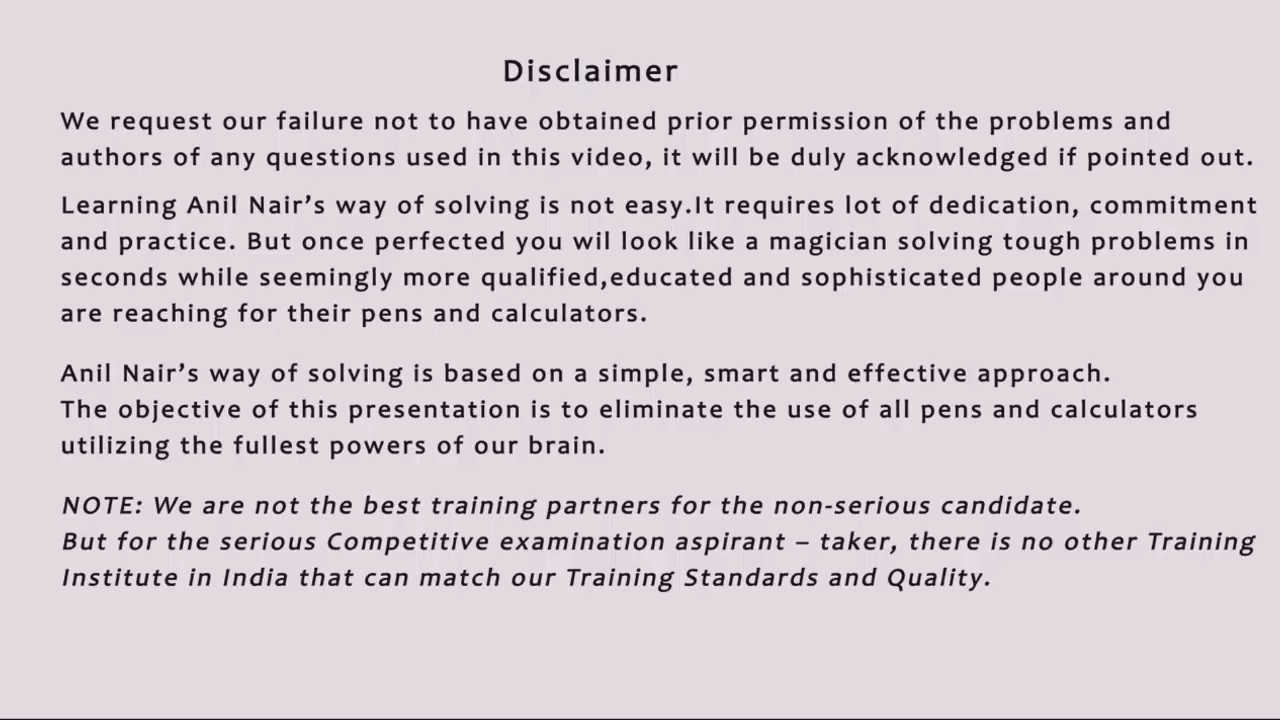 Disclaimer
We request our failure not to have obtained prior permission of the problems and
authors of any questions used in this video, it will be duly acknowledged if pointed out.
Learning Anil Nair’s way of solving is not easy.It requires lot of dedication, commitment
and practice. But once perfected you wil look like a magician solving tough problems in
seconds while seemingly more qualified,educated and sophisticated people around you
are reaching for their pens and calculators.
Anil Nair’s way of solving is based on a simple, smart and effective approach.
The objective of this presentation is to eliminate the use of all pens and calculators
utilizing the fullest powers of our brain.
NOTE: We are not the best training partners for the non-serious candidate.
But for the serious Competitive examination aspirant – taker, there is no other Training
Institute in India that can match our Training Standards and Quality.